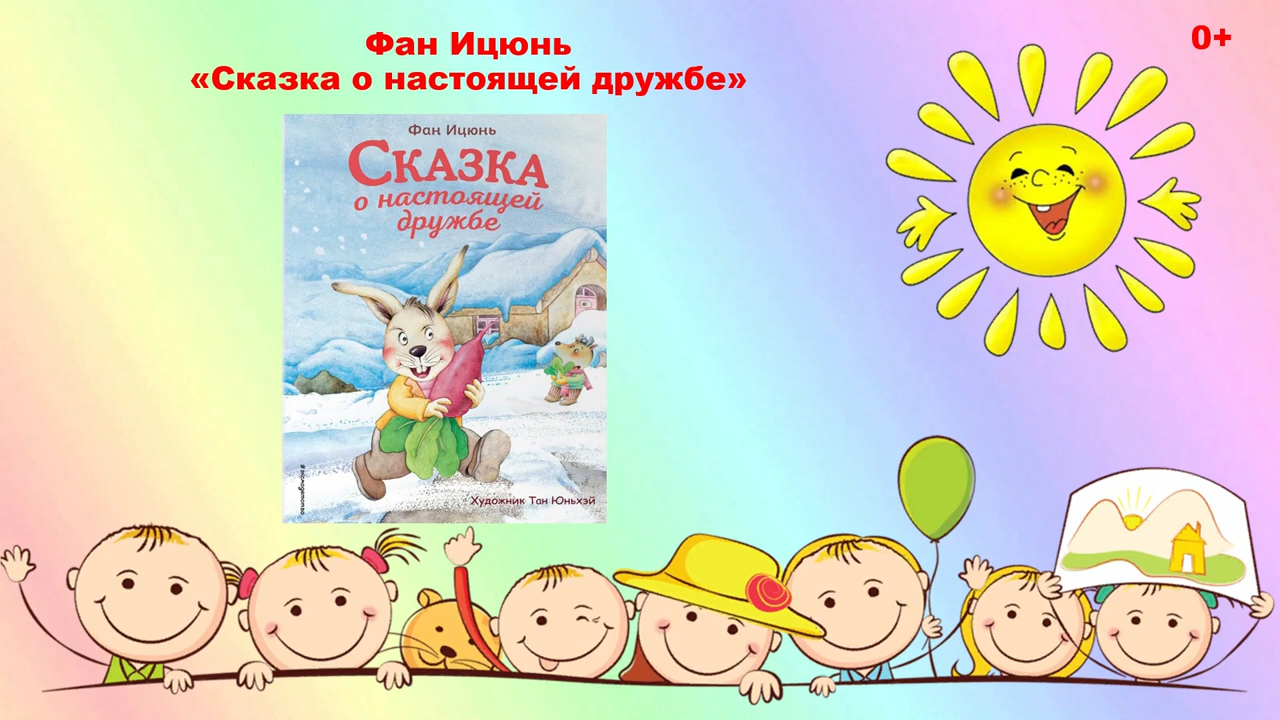 Фан Ицюнь
«Сказка о настоящей дружбе»
0+
Фан Ицюнь
Сказка
о настоящей
дружбе
Художник Тан Юньхэй